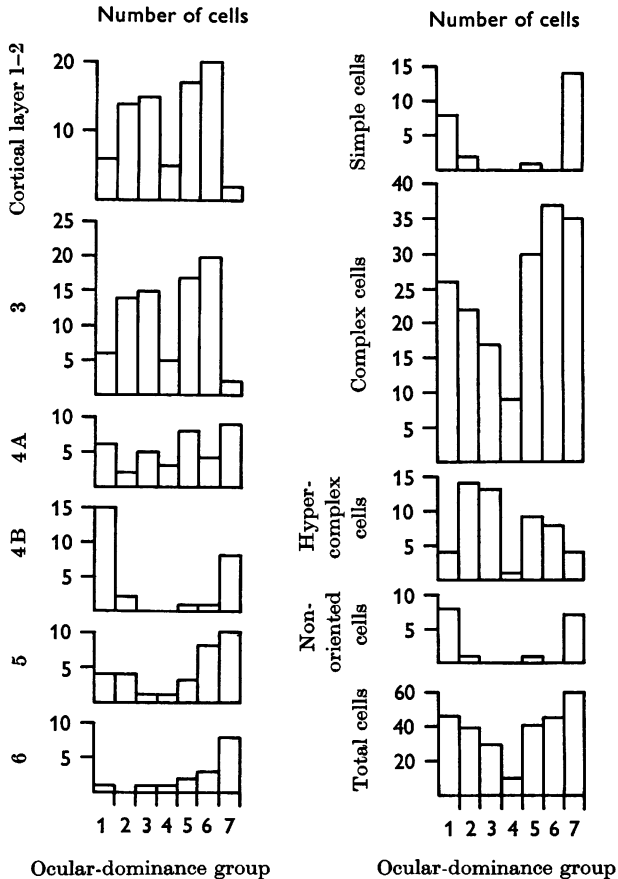 Number of cells
Cortical layer 1–2
20
10
3
25
20
15
10
5
4A
10
5
4B
15
10
5
5
10
5
6
10
5
1 2 3 4 5 6 7
Ocular-dominance group
Number of cells
Simple cells
15
10
5
Complex cells
40
35
30
25
20
15
10
5
Hyper-
complex
cells
15
10
5
Non-
oriented
cells
10
5
Total cells
60
40
20
1 2 3 4 5 6 7
Ocular-dominance group